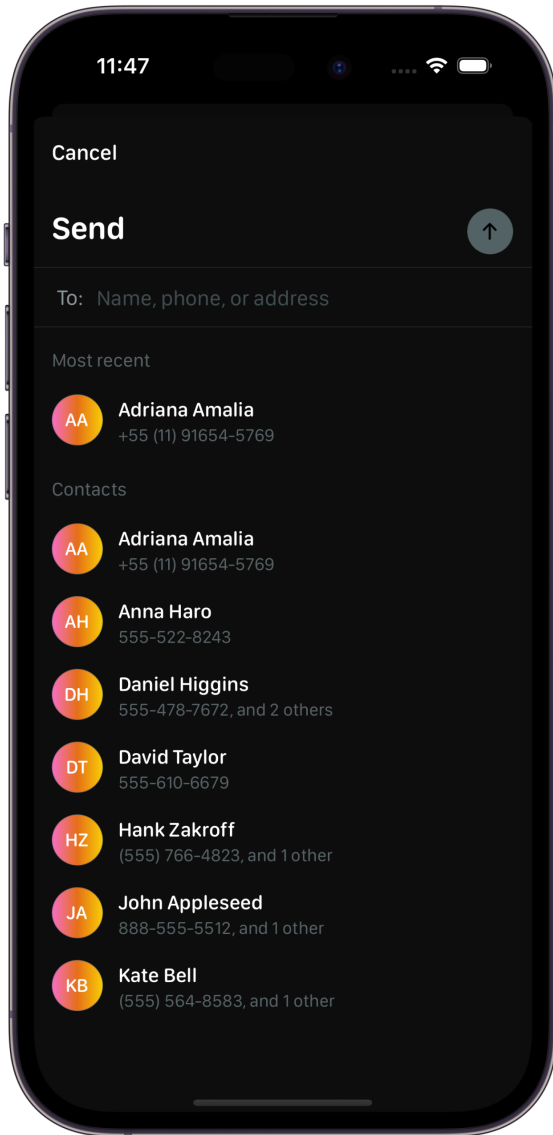 11:47
Cancel
Send
To: Name, phone, or address
Most recent
AA
Adriana Amalia
+55 (11) 91654-5769
Contacts
AA
Adriana Amalia
+55 (11) 91654-5769
AH
Anna Haro
555-522-8243
DH
Daniel Higgins
555-478-7672, and 2 others
DT
David Taylor
555-610-6679
HZ
Hank Zakroff
(555) 766-4823, and 1 other
JA
John Appleseed
888-555-5512, and 1 other
KB
Kate Bell
(555) 564-8583, and 1 other